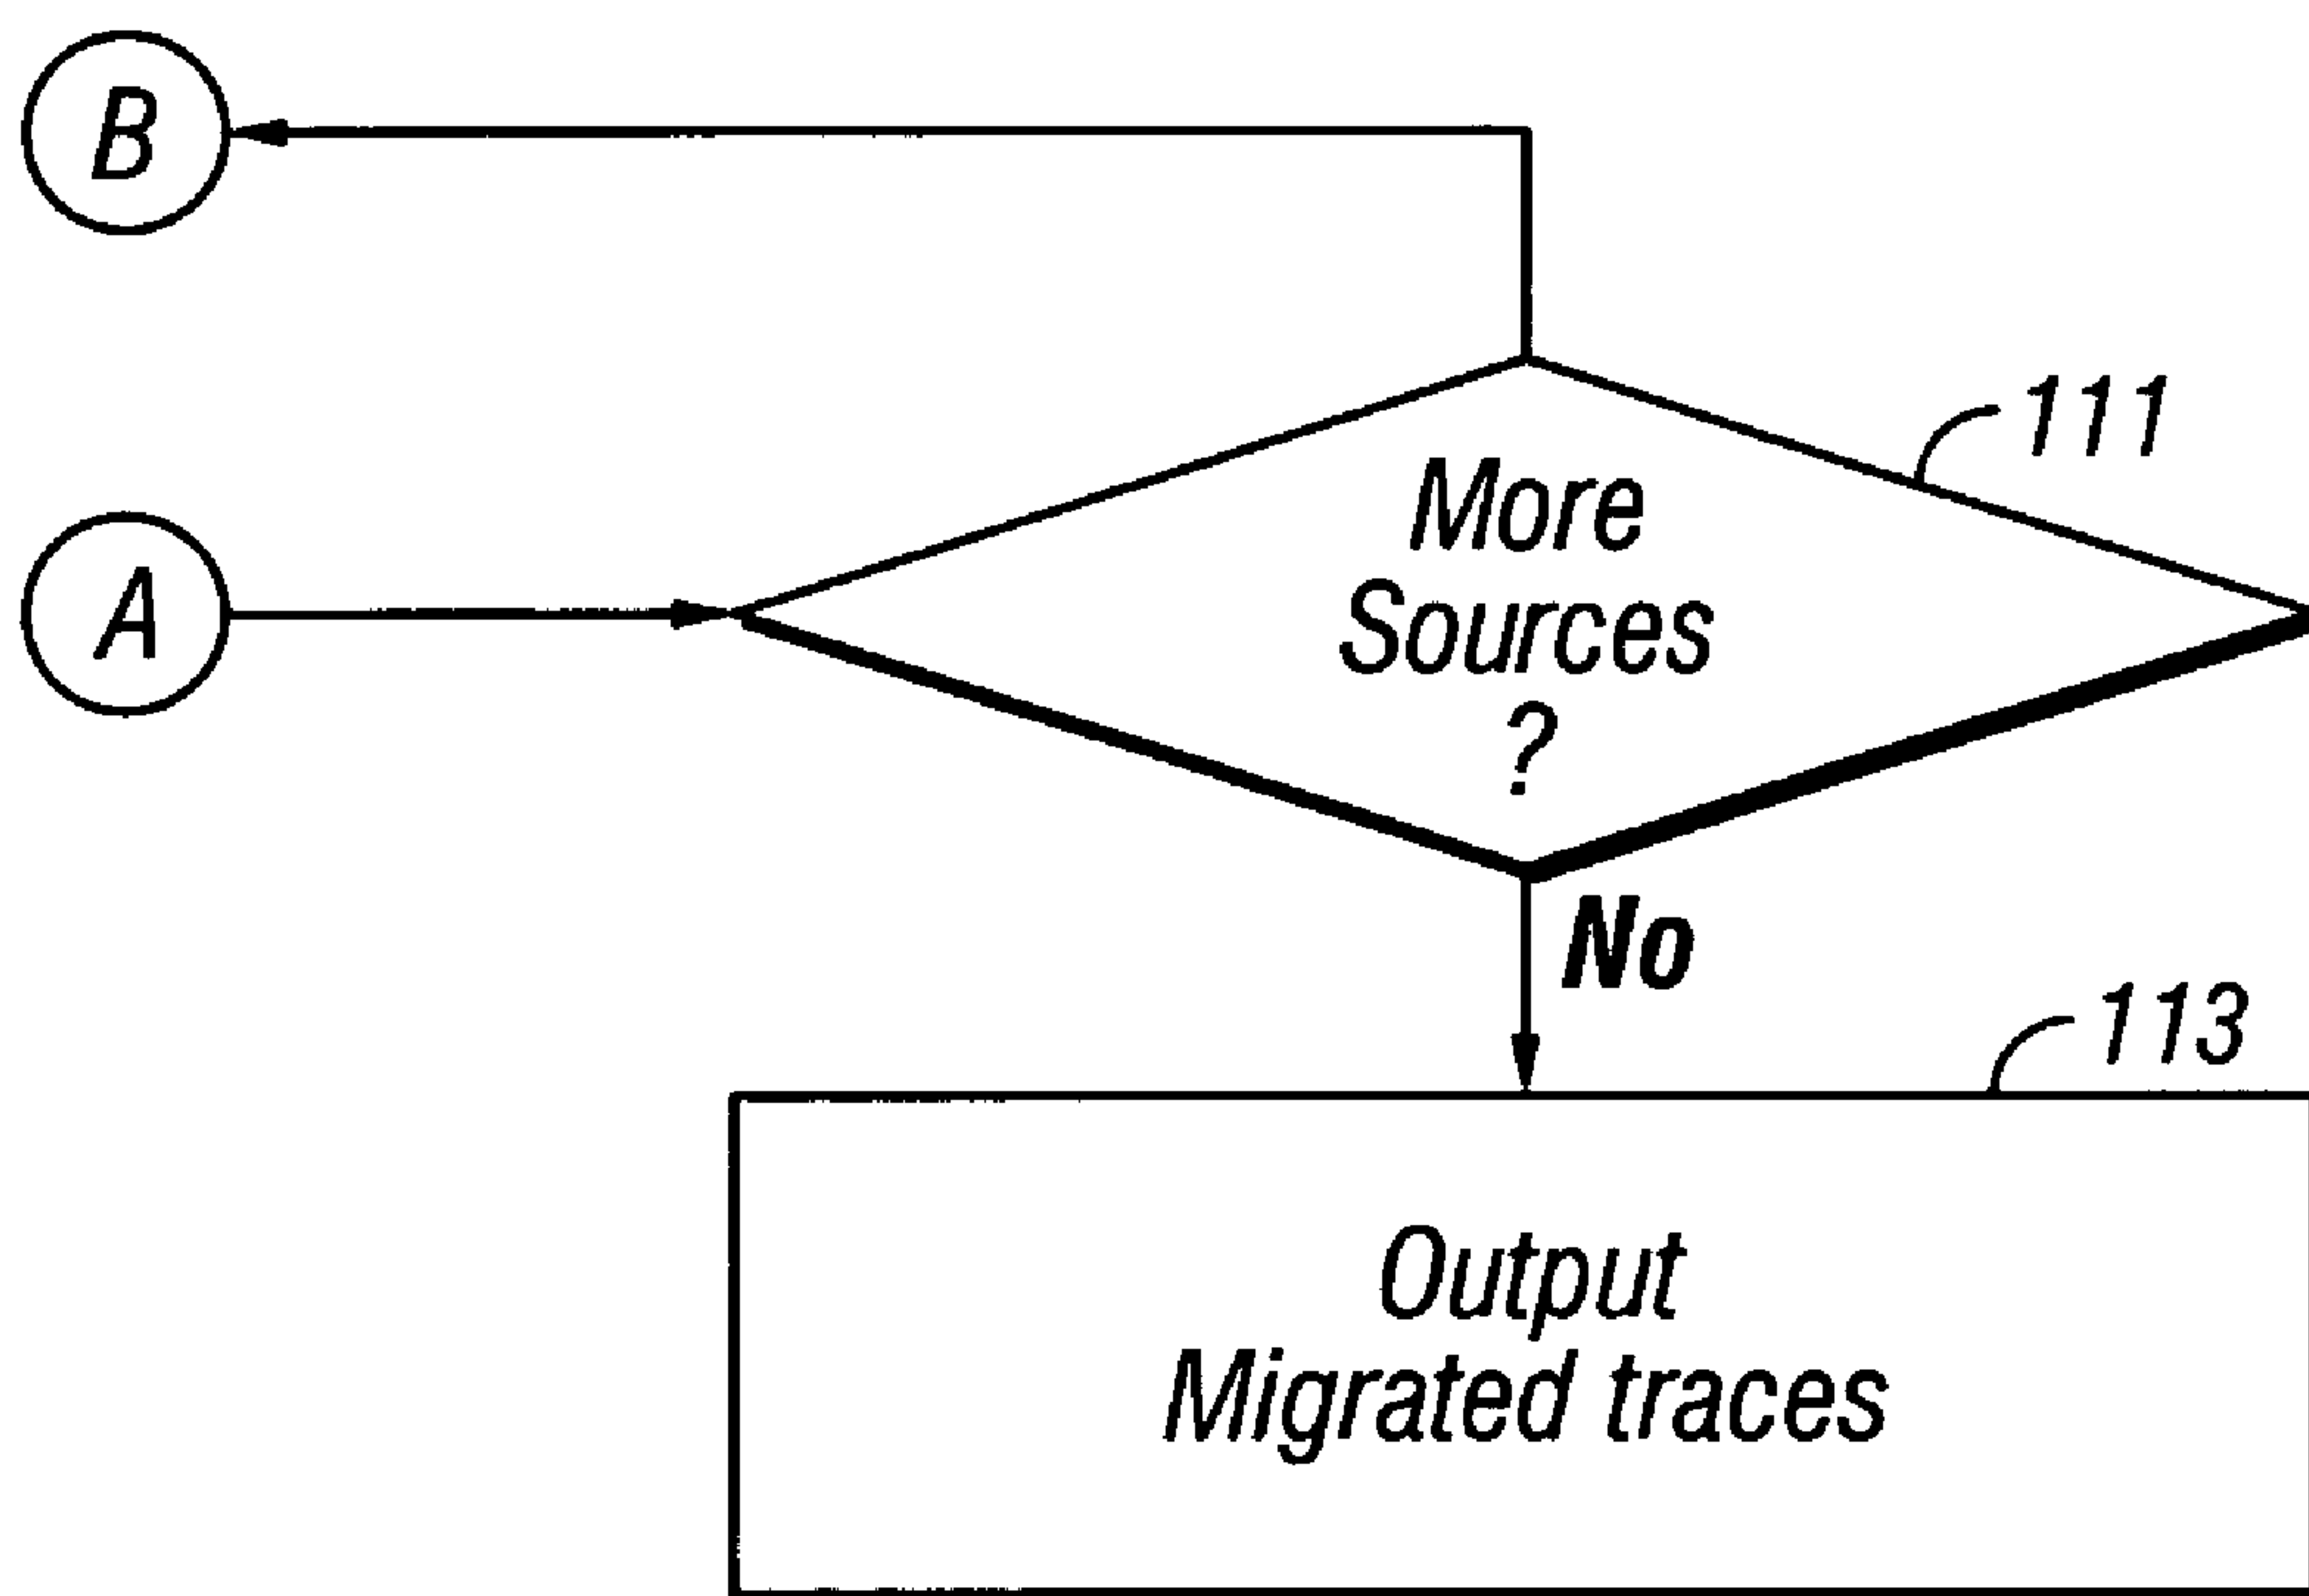 B
111
More
A
Sources
?
No
113
Output
Migrated traces